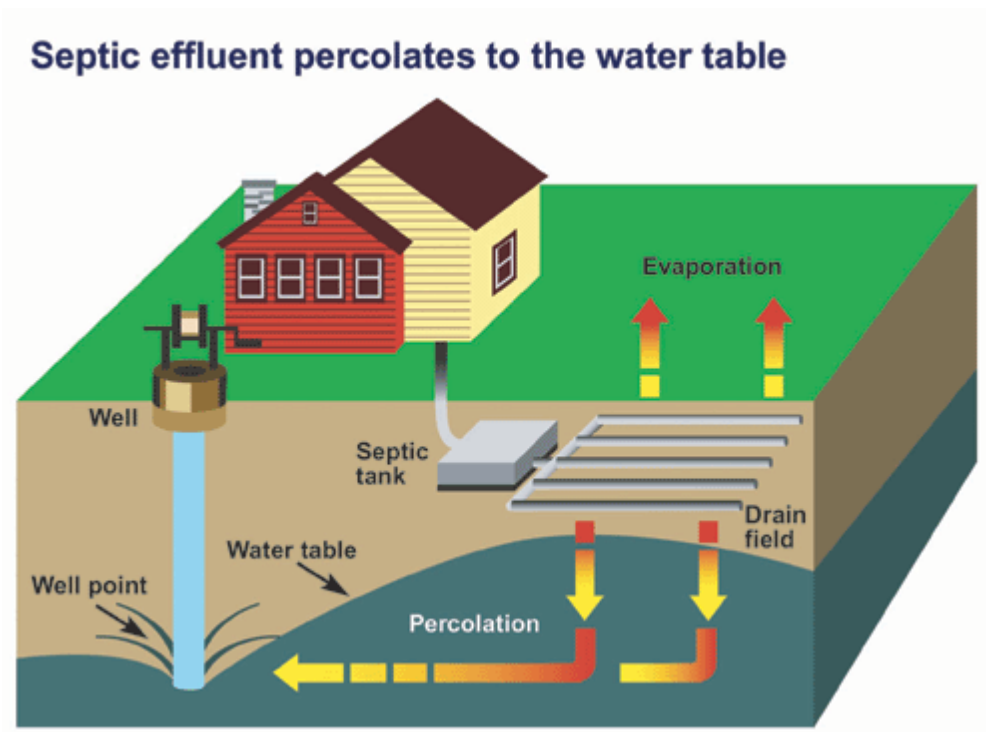 Septic effluent percolates to the water table
Evaporation
Well
Septic
tank
Drain
field
Water table
Well point
Percolation